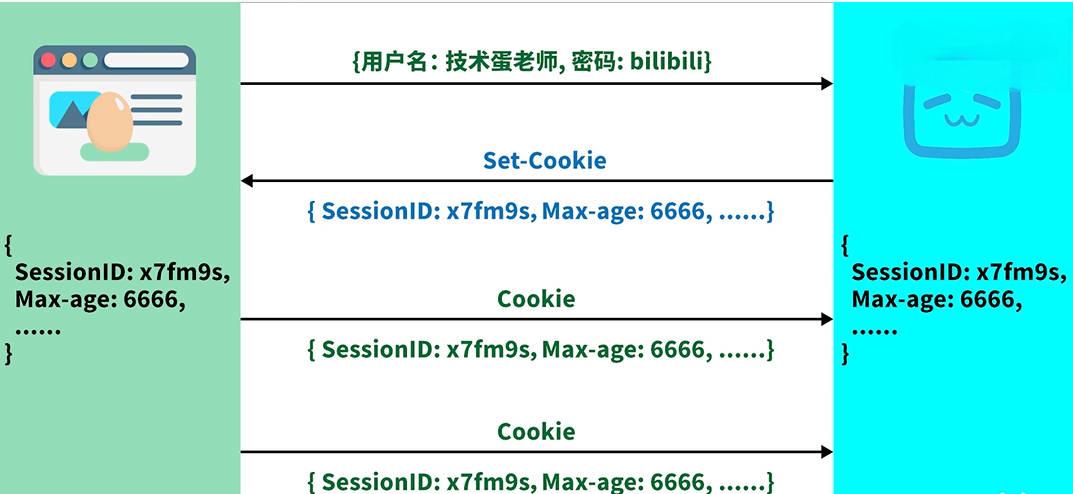 {用户名：技术蛋老师, 密码: bilibili}
Set-Cookie
{ SessionID: x7fm9s, Max-age: 6666, ......}
{
SessionID: x7fm9s,
Max-age: 6666,
......
}
{
SessionID: x7fm9s,
Max-age: 6666,
......
}
Cookie
{ SessionID: x7fm9s, Max-age: 6666, ......}
Cookie
{ SessionID: x7fm9s, Max-age: 6666, ......}